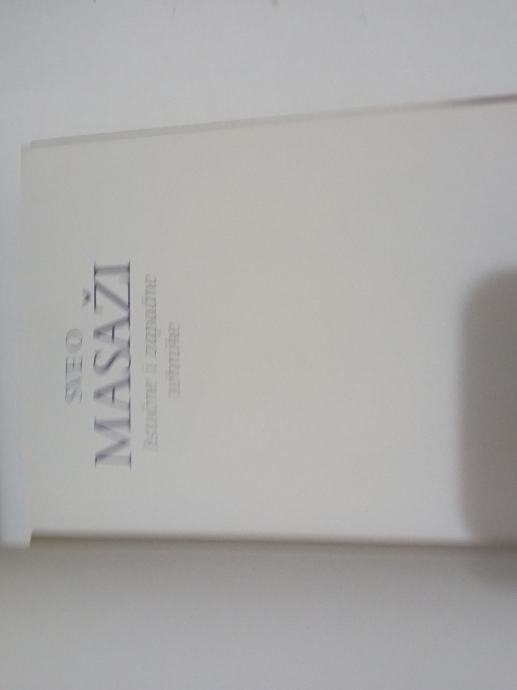 SVE O
MASAŽI
Istočne i zapadne
tehnike